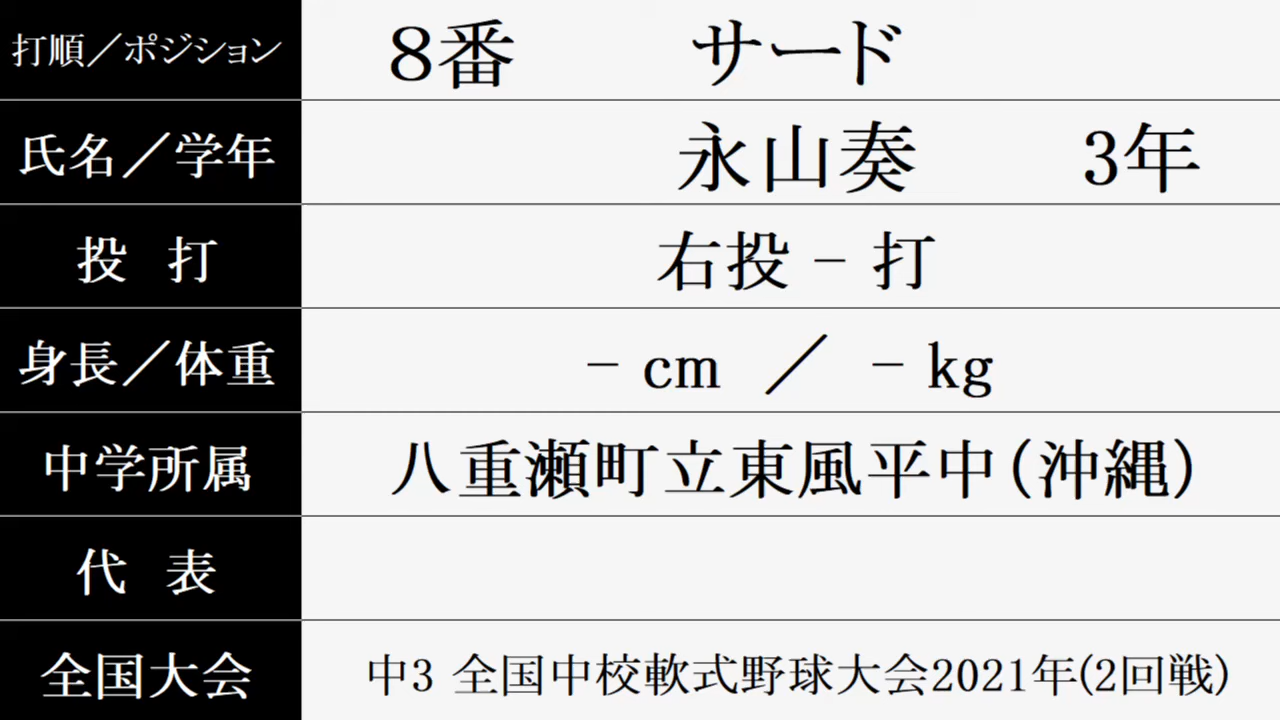 打順／ポジション 8番 サード
氏名／学年 永山奏 3年
投 打 右投 － 打
身長／体重 － cm ／ － kg
中学所属 八重瀬町立東風平中(沖縄)
代 表
全国大会 中3 全国中校軟式野球大会2021年(2回戦)